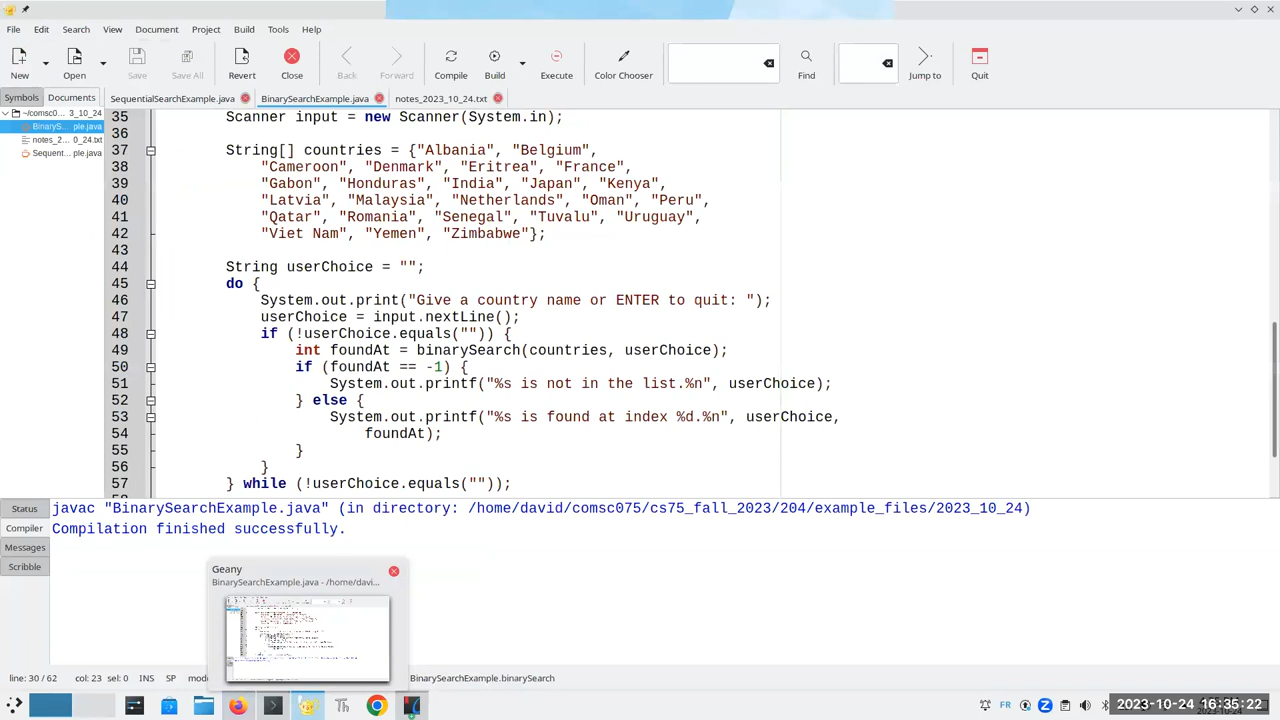 File Edit Search View Document Project Build Tools Help
New Open Save Save All Revert Close Back Forward Compile Build Execute Color Chooser Find Jump to Quit
Symbols Documents SequentialSearchExample.java BinarySearchExample.java notes_2023_10_24.txt
~/comsc0... 3_10_24
BinaryS... ple.java
notes_2... 0_24.txt
Sequent... ple.java
35 Scanner input = new Scanner(System.in);
36
37 String[] countries = {"Albania", "Belgium",
38 "Cameroon", "Denmark", "Eritrea", "France",
39 "Gabon", "Honduras", "India", "Japan", "Kenya",
40 "Latvia", "Malaysia", "Netherlands", "Oman", "Peru",
41 "Qatar", "Romania", "Senegal", "Tuvalu", "Uruguay",
42 "Viet Nam", "Yemen", "Zimbabwe"};
43
44 String userChoice = "";
45 do {
46 System.out.print("Give a country name or ENTER to quit: ");
47 userChoice = input.nextLine();
48 if (!userChoice.equals("")) {
49 int foundAt = binarySearch(countries, userChoice);
50 if (foundAt == -1) {
51 System.out.printf("%s is not in the list.%n", userChoice);
52 } else {
53 System.out.printf("%s is found at index %d.%n", userChoice,
54 foundAt);
55 }
56 }
57 } while (!userChoice.equals(""));
Status
Compiler
Messages
Scribble
javac "BinarySearchExample.java" (in directory: /home/david/comsc075/cs75_fall_2023/204/example_files/2023_10_24)
Compilation finished successfully.
Geany
BinarySearchExample.java - /home/davi...
line: 30 / 62 col: 23 sel: 0 INS SP BinarySearchExample.binarySearch
FR 2023-10-24 16:35:22